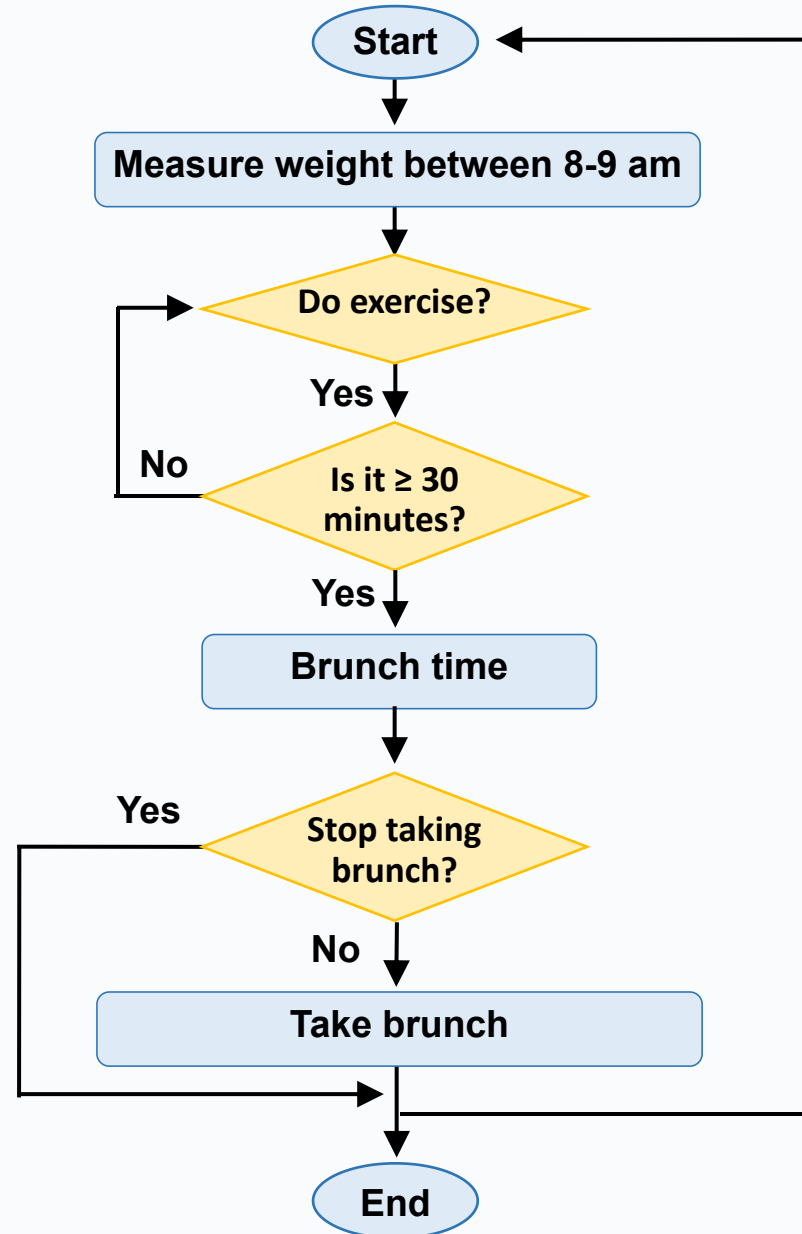 Start
Measure weight between 8-9 am
Do exercise?
Yes
No
Is it ≥ 30
minutes?
Yes
Brunch time
Yes
Stop taking
brunch?
No
Take brunch
End